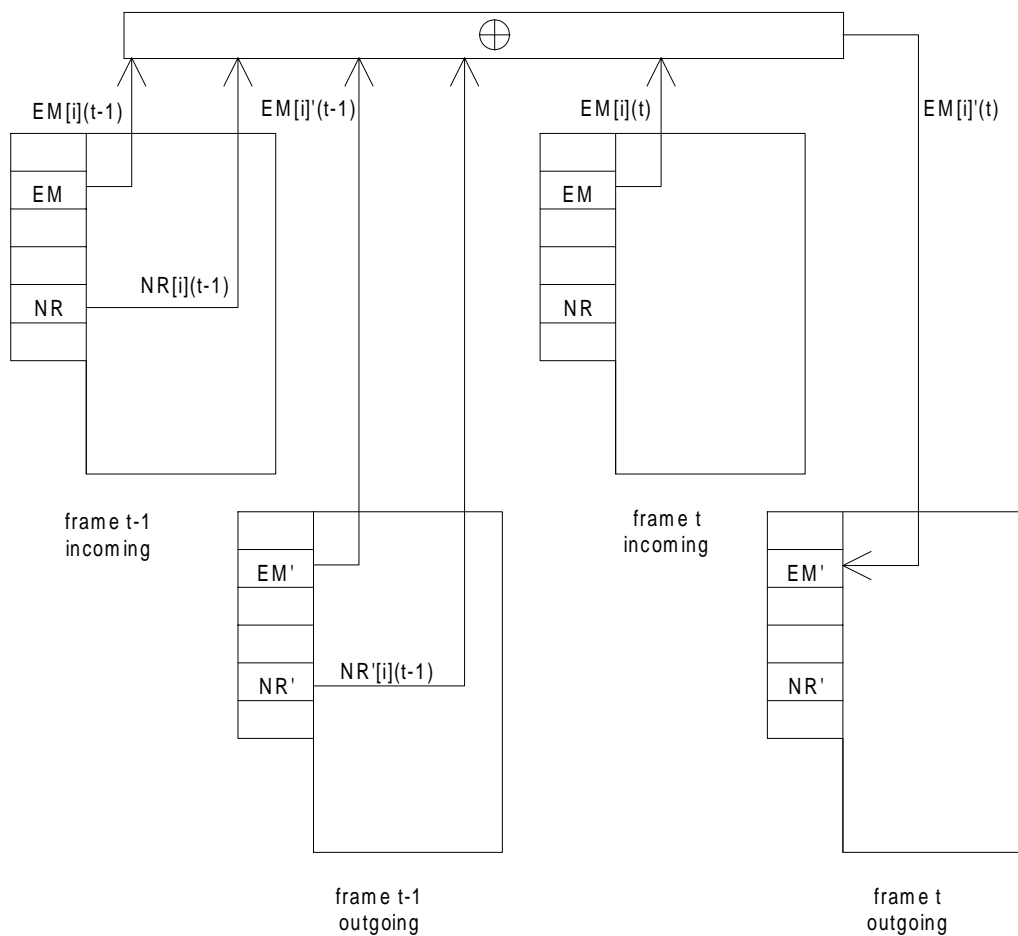 EM[i](t-1)
EM[i]'(t-1)
EM[i](t)
EM[i]'(t)
EM
NR[i](t-1)
NR
EM
NR
frame t-1
incoming
frame t
incoming
EM'
NR'[i](t-1)
NR'
EM'
NR'
frame t-1
outgoing
frame t
outgoing